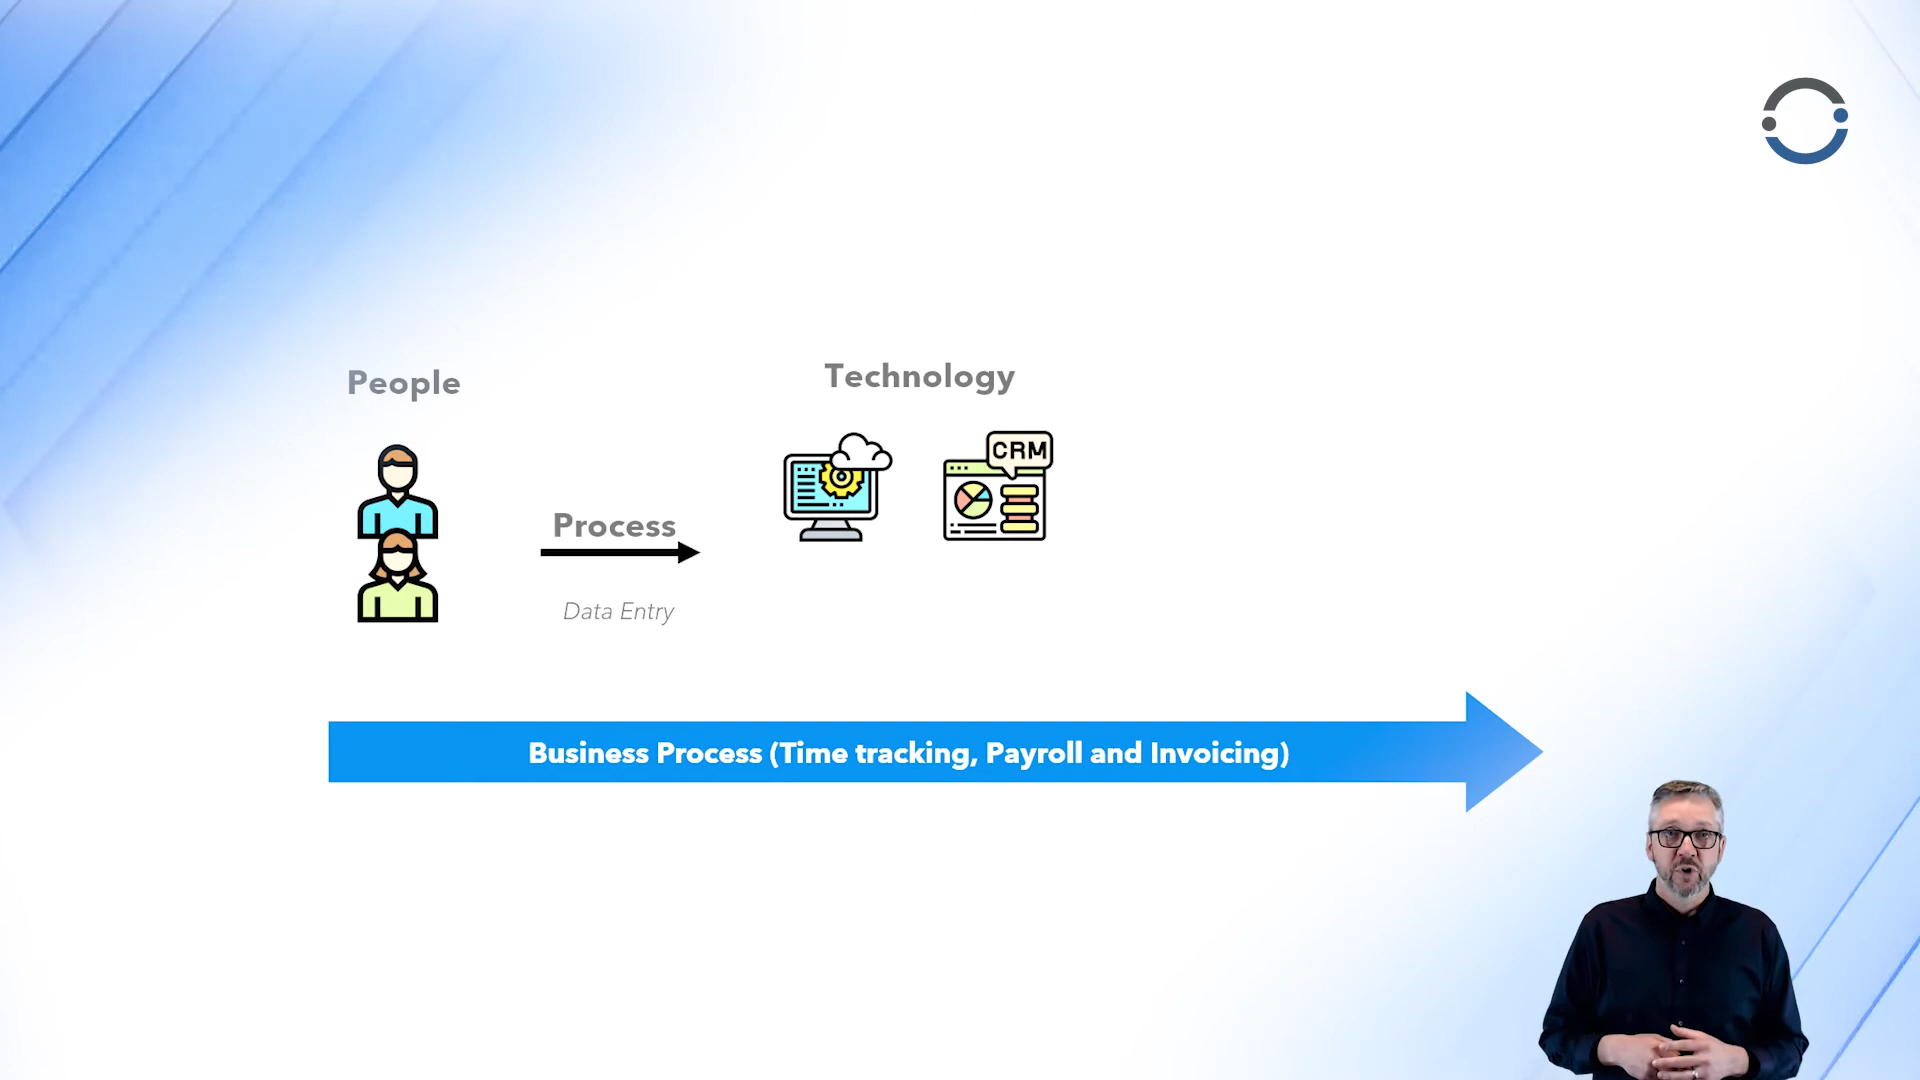 People
Technology
CRM
Process
Data Entry
Business Process (Time tracking, Payroll and Invoicing)